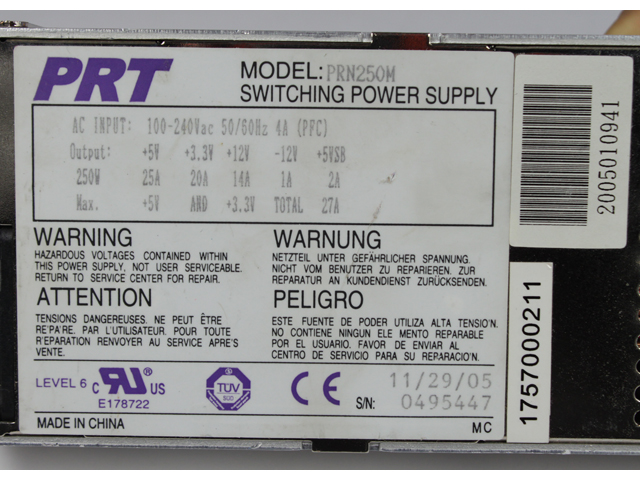 PRT
MODEL: PRN250M
SWITCHING POWER SUPPLY
AC INPUT: 100-240Vac 50/60Hz 4A (PFC)
Output: +5V +3.3V +12V -12V +5VSB
250W 25A 20A 14A 1A 2A
Max. +5V AND +3.3V TOTAL 27A
WARNING
HAZARDOUS VOLTAGES CONTAINED WITHIN
THIS POWER SUPPLY, NOT USER SERVICEABLE.
RETURN TO SERVICE CENTER FOR REPAIR.
WARNUNG
NETZTEIL UNTER GEFÄHRLICHER SPANNUNG.
NICHT VOM BENUTZER ZU REPARIEREN. ZUR
REPARATUR AN KUNDENDIENST ZURÜCKSENDEN.
ATTENTION
TENSIONS DANGEREUSES. NE PEUT ÊTRE
RE'PA'RE PAR L'UTILISATEUR. POUR TOUTE
R'EPARATION RENVOYER AU SERVICE APRE'S
VENTE.
PELIGRO
ESTE FUENTE DE PODER UTILIZA ALTA TENSIO'N
NO CONTIENE NINGUN ELE MENTO REPARABLE
POR EL USUARIO. FAVOR DE ENVIAR AL
CENTRO DE SERVICIO PARA SU REPARACIO'N
LEVEL 6 C RU ® US
E178722
TÜV
CE
11/29/05
S/N: 0495447
MADE IN CHINA
MC
2005010941
1757000211